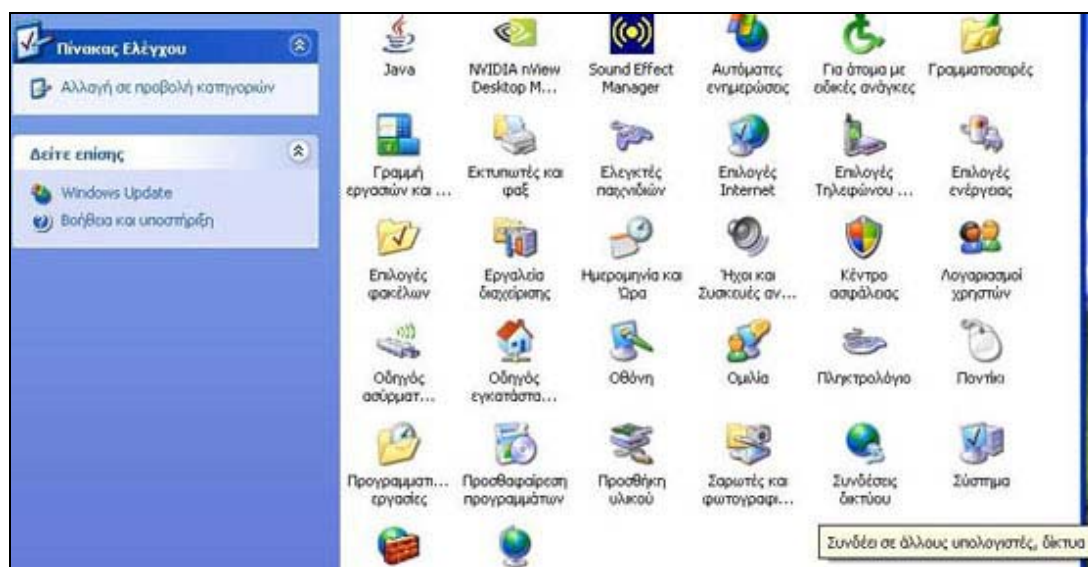 Πίνακας Ελέγχου
Αλλαγή σε προβολή κατηγοριών
Δείτε επίσης
Windows Update
Βοήθεια και υποστήριξη
Java
NVIDIA nView
Desktop M...
Sound Effect
Manager
Αυτόματες
ενημερώσεις
Για άτομα με
ειδικές ανάγκες
Γραμματοσειρές
Γραμμή
εργασιών και ...
Εκτυπωτές και
φαξ
Ελεγκτές
παιχνιδιών
Επιλογές
Internet
Επιλογές
Τηλεφώνου ...
Επιλογές
ενέργειας
Επιλογές
φακέλων
Εργαλεία
διαχείρισης
Ημερομηνία και
Ώρα
Ήχοι και
Συσκευές αν...
Κέντρο
ασφάλειας
Λογαριασμοί
χρηστών
Οδηγός
ασύρματ...
Οδηγός
εγκατάστα...
Οθόνη
Ομιλία
Πληκτρολόγιο
Ποντίκι
Προγραμματι...
εργασίες
Προσθαφαίρεση
προγραμμάτων
Προσθήκη
υλικού
Σαρωτές και
φωτογραφι...
Συνδέσεις
δικτύου
Σύστημα
Συνδέει σε άλλους υπολογιστές, δίκτυα